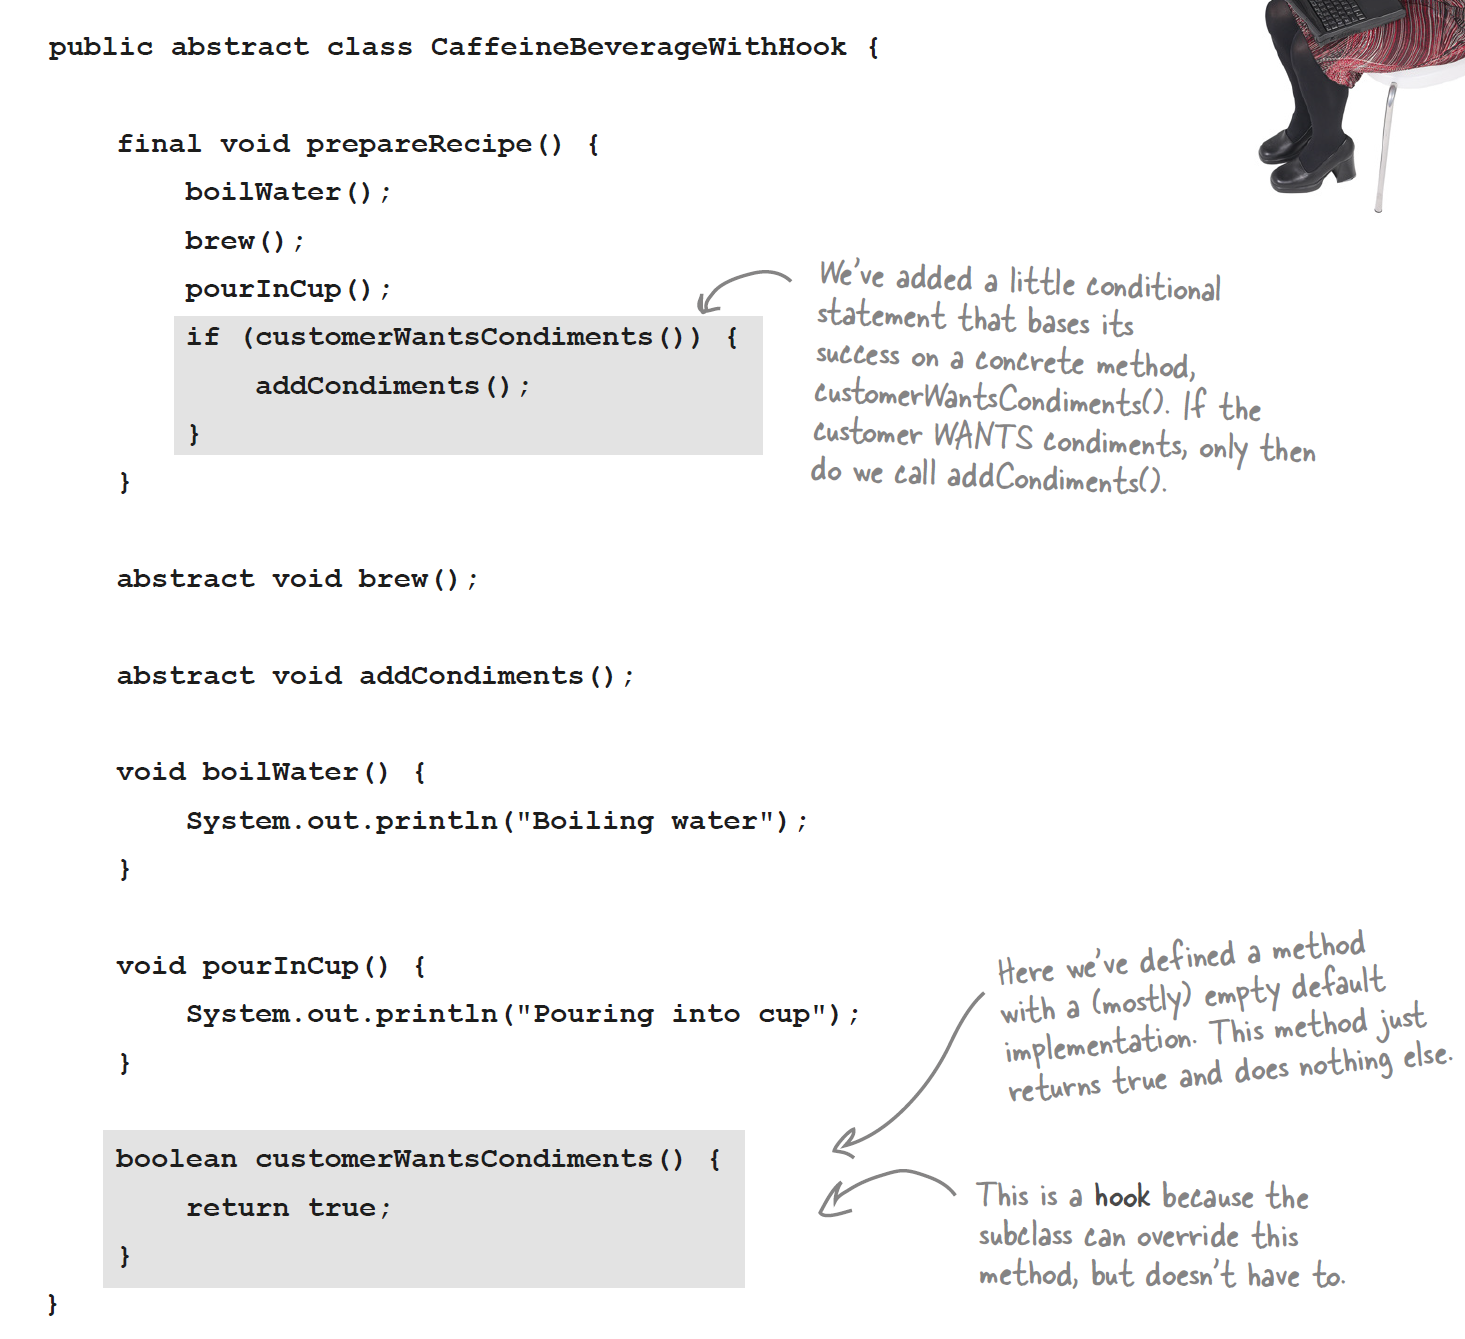 public abstract class CaffeineBeverageWithHook {
final void prepareRecipe() {
boilWater();
brew();
pourInCup();
if (customerWantsCondiments()) {
addCondiments();
}
}
We've added a little conditional
statement that bases its
success on a concrete method,
customerWantsCondiments(). If the
customer WANTS condiments, only then
do we call addCondiments().
abstract void brew();
abstract void addCondiments();
void boilWater() {
System.out.println("Boiling water");
}
void pourInCup() {
System.out.println("Pouring into cup");
}
Here we've defined a method
with a (mostly) empty default
implementation. This method just
returns true and does nothing else.
boolean customerWantsCondiments() {
return true;
}
This is a hook because the
subclass can override this
method, but doesn't have to.
}